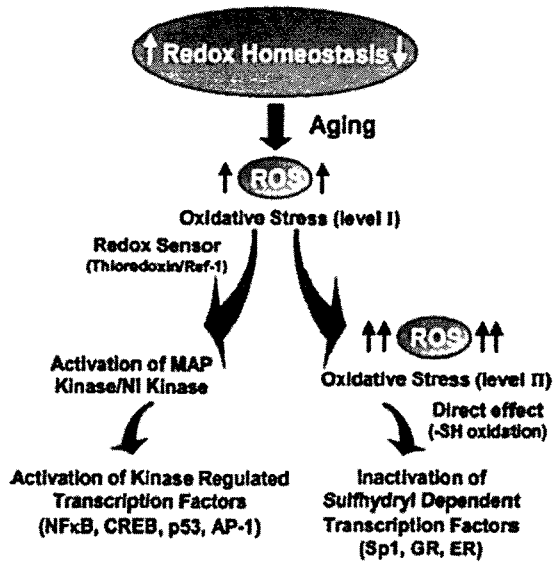 Redox Homeostasis
Aging
ROS
Oxidative Stress (level I)
Redox Sensor
(Thioredoxin/Ref-1)
ROS
Oxidative Stress (level II)
Activation of MAP
Kinase/NI Kinase
Direct effect
(-SH oxidation)
Activation of Kinase Regulated
Transcription Factors
(NFκB, CREB, p53, AP-1)
Inactivation of
Sulfhydryl Dependent
Transcription Factors
(Sp1, GR, ER)